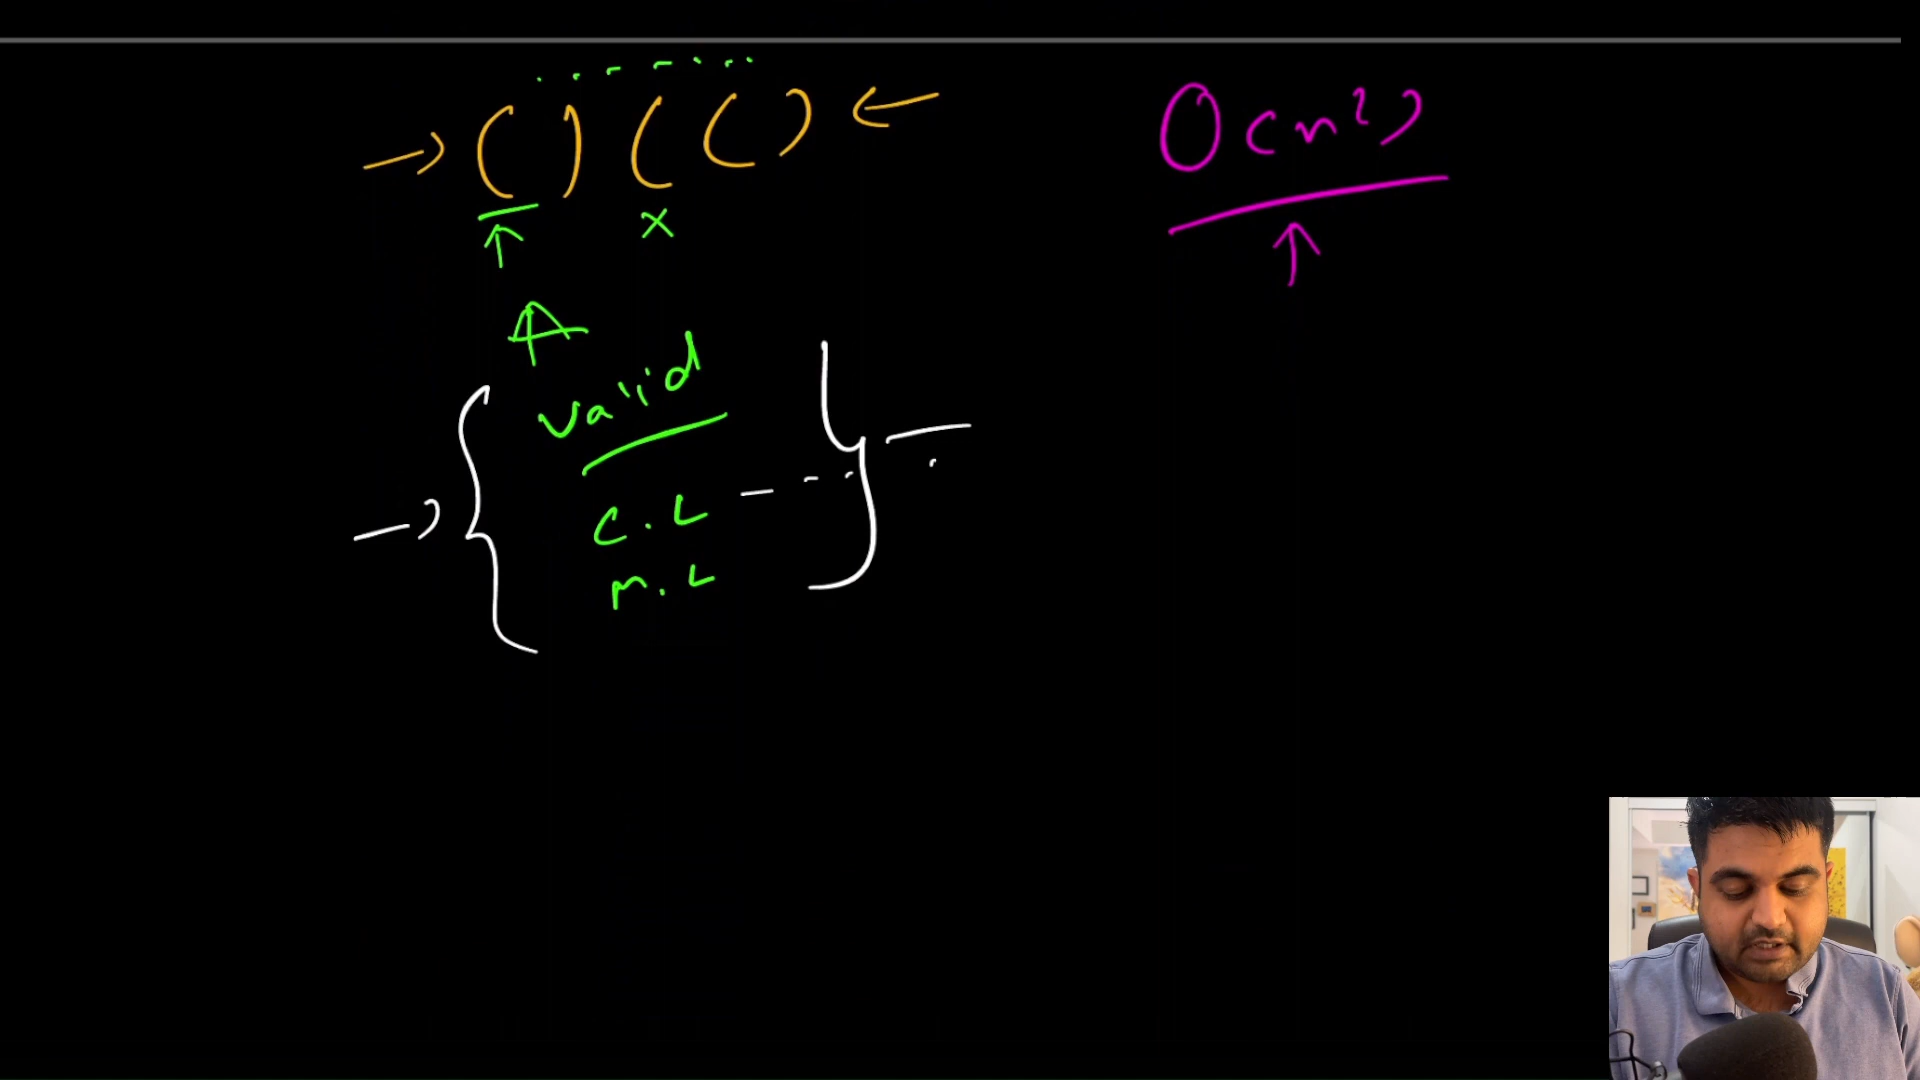 → ( ) ( ( ) ←
O(n²)
x
valid
C.L
M.L